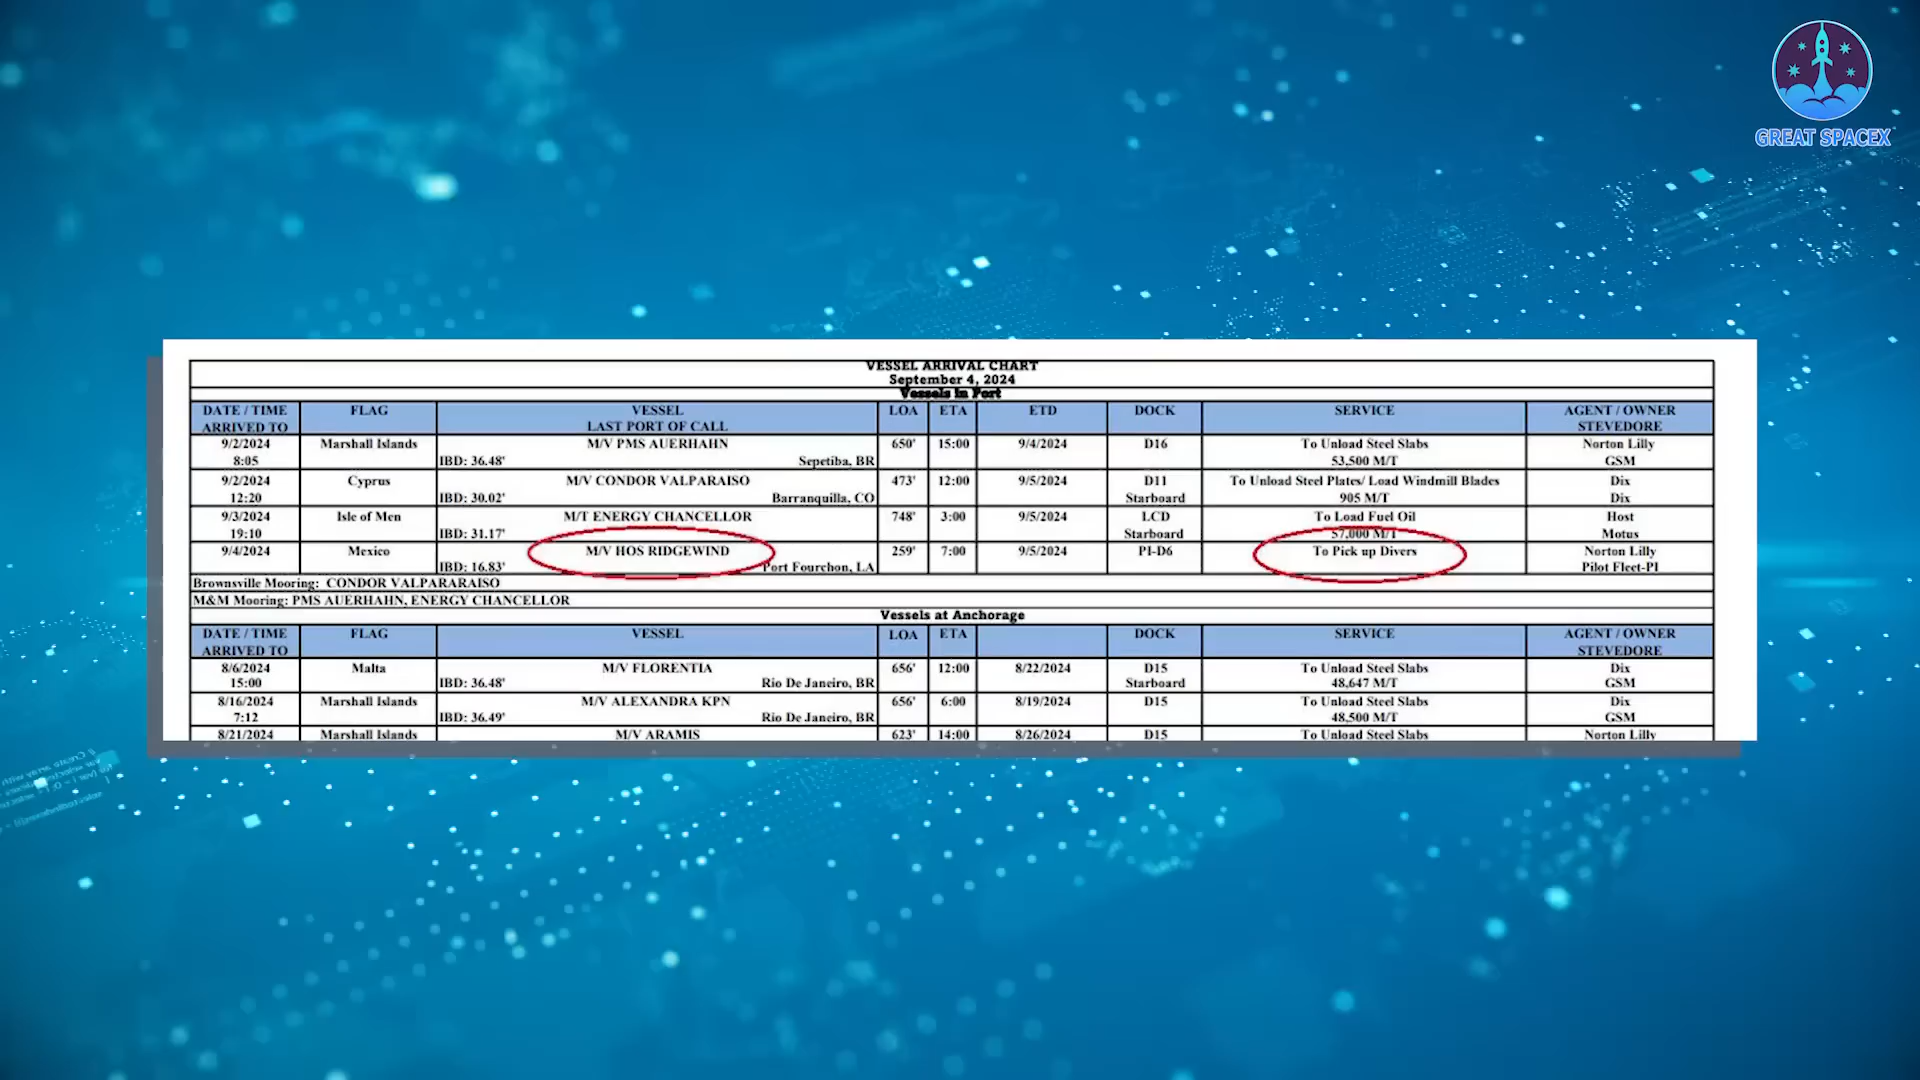 GREAT SPACEX
VESSEL ARRIVAL CHART
September 4, 2024
Vessels in Port
DATE / TIME ARRIVED TO FLAG VESSEL LAST PORT OF CALL LOA ETA ETD DOCK SERVICE AGENT / OWNER STEVEDORE
9/2/2024 Marshall Islands M/V PMS AUERHAHN 650' 15:00 9/4/2024 D16 To Unload Steel Slabs Norton Lilly
8:05 IBD: 36.48' Sepetiba, BR 53,500 M/T GSM
9/2/2024 Cyprus M/V CONDOR VALPARAISO 473' 12:00 9/5/2024 D11 To Unload Steel Plates/ Load Windmill Blades Dix
12:20 IBD: 30.02' Barranquilla, CO Starboard 905 M/T Dix
9/3/2024 Isle of Men M/T ENERGY CHANCELLOR 748' 3:00 9/5/2024 LCD To Load Fuel Oil Host
19:10 IBD: 31.17' Starboard 57,000 M/T Motus
9/4/2024 Mexico M/V HOS RIDGEWIND 259' 7:00 9/5/2024 PI-D6 To Pick up Divers Norton Lilly
IBD: 16.83' Port Fourchon, LA Pilot Fleet-PI
Brownsville Mooring: CONDOR VALPARARAISO
M&M Mooring: PMS AUERHAHN, ENERGY CHANCELLOR
Vessels at Anchorage
DATE / TIME ARRIVED TO FLAG VESSEL LOA ETA DOCK SERVICE AGENT / OWNER STEVEDORE
8/6/2024 Malta M/V FLORENTIA 656' 12:00 8/22/2024 D15 To Unload Steel Slabs Dix
15:00 IBD: 36.48' Rio De Janeiro, BR Starboard 48,647 M/T GSM
8/16/2024 Marshall Islands M/V ALEXANDRA KPN 656' 6:00 8/19/2024 D15 To Unload Steel Slabs Dix
7:12 IBD: 36.49' Rio De Janeiro, BR 48,500 M/T GSM
8/21/2024 Marshall Islands M/V ARAMIS 623' 14:00 8/26/2024 D15 To Unload Steel Slabs Norton Lilly